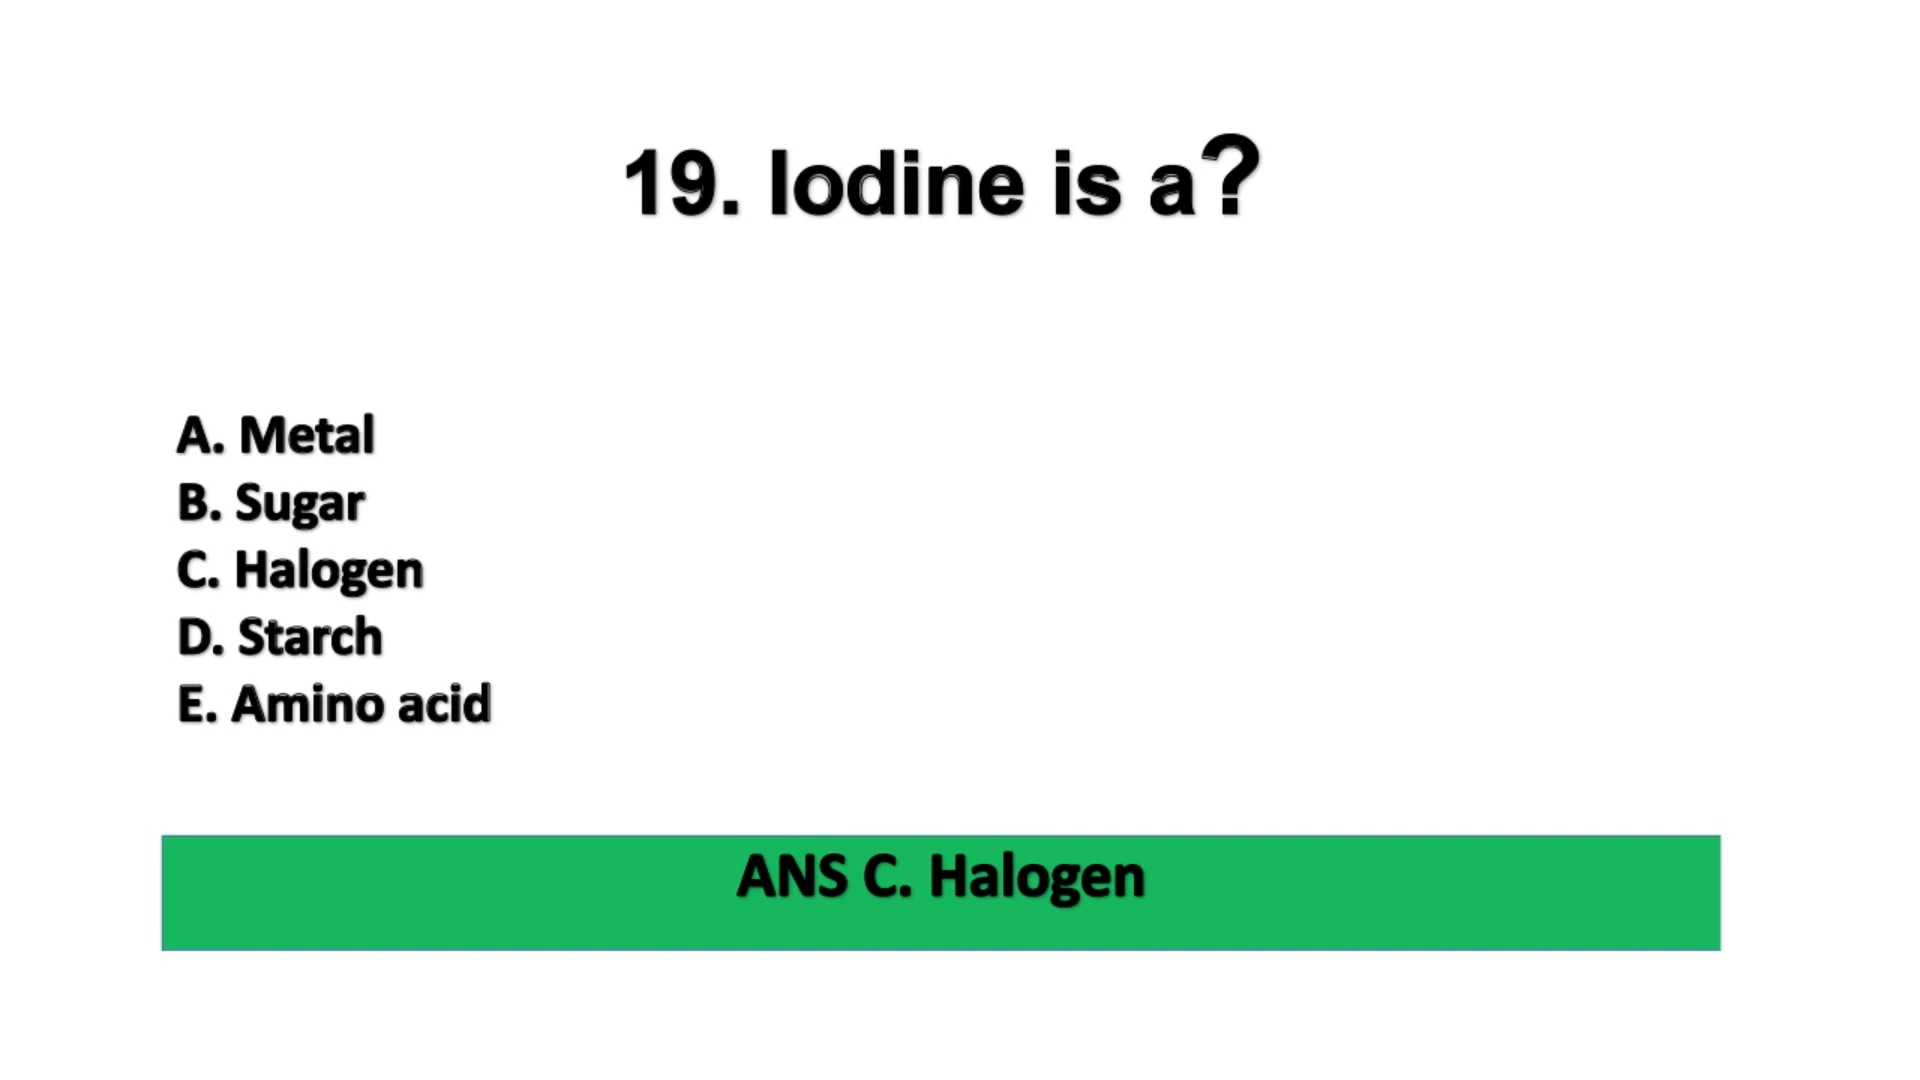 19. Iodine is a?
A. Metal
B. Sugar
C. Halogen
D. Starch
E. Amino acid
ANS C. Halogen